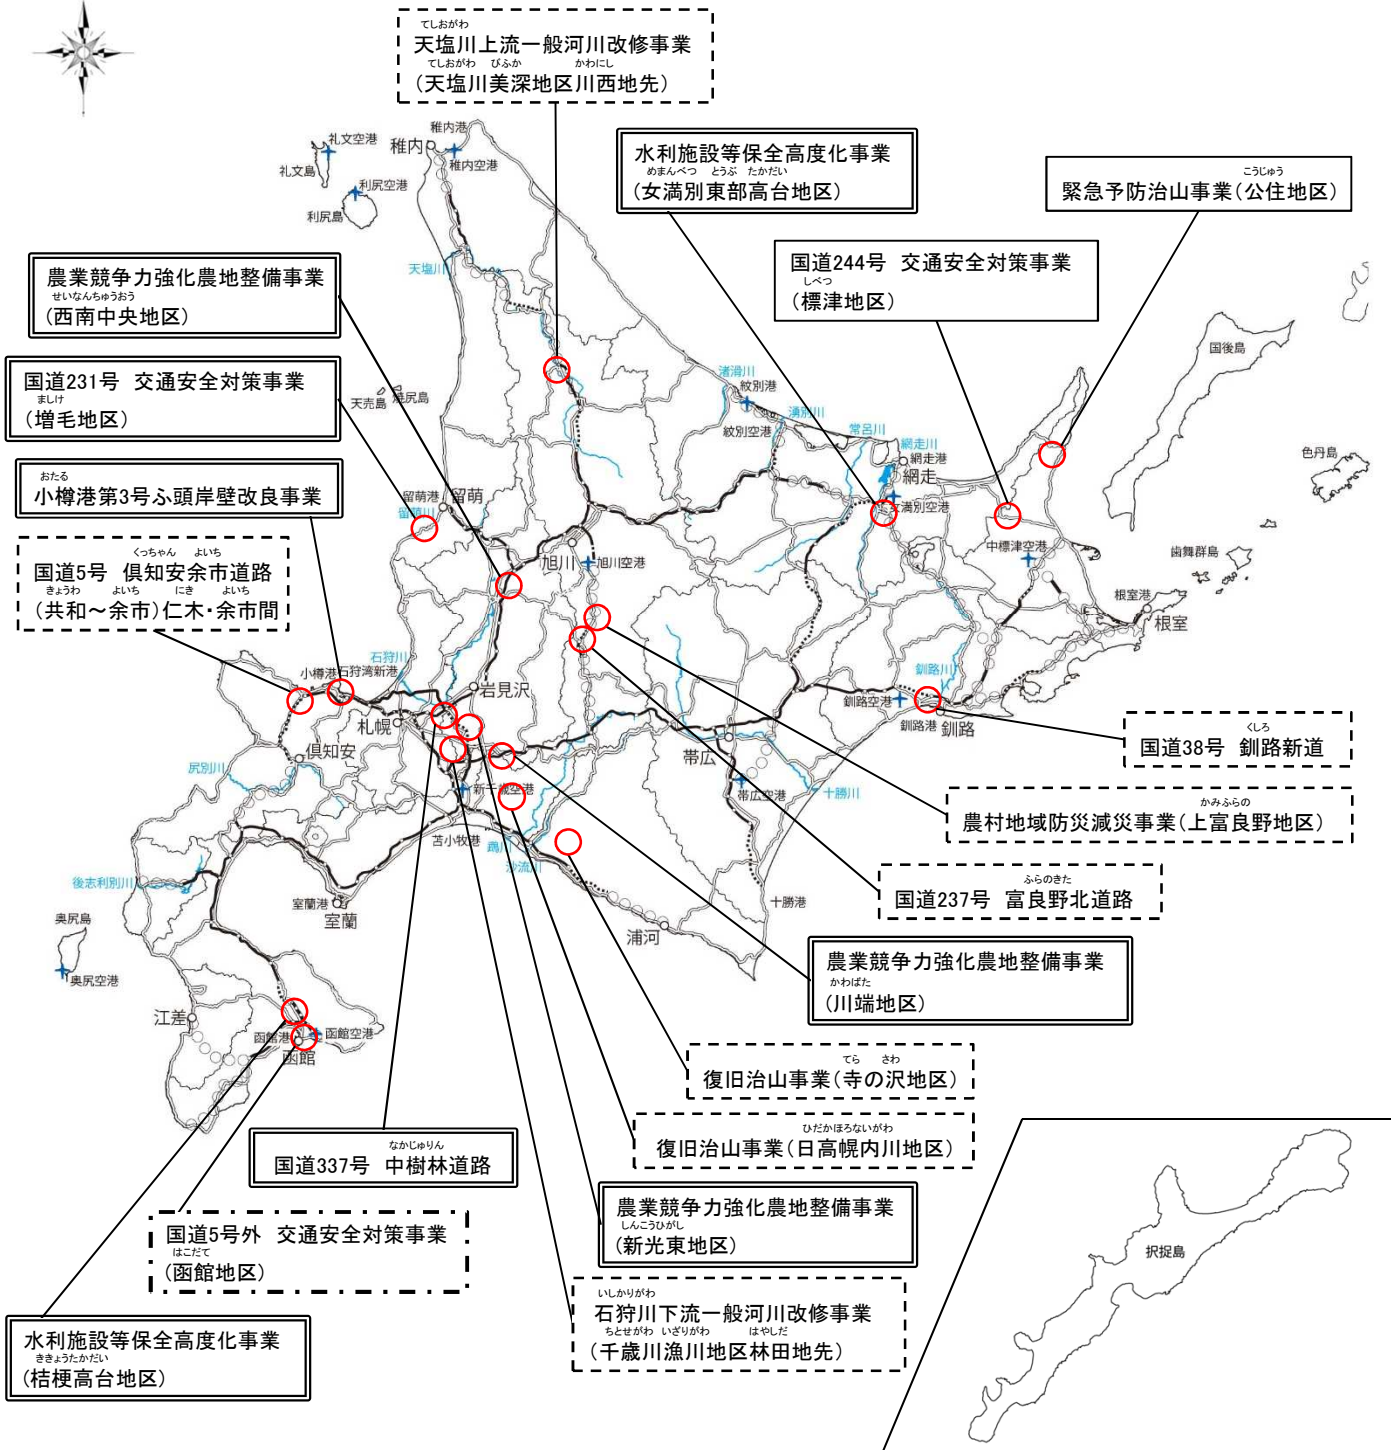 てしおがわ
天塩川上流一般河川改修事業
てしおがわ びふか かわにし
(天塩川美深地区川西地先)
水利施設等保全高度化事業
めまんべつ とうぶ たかだい
(女満別東部高台地区)
こうじゅう
緊急予防治山事業(公住地区)
国道244号 交通安全対策事業
しべつ
(標津地区)
農業競争力強化農地整備事業
せいなんちゅうおう
(西南中央地区)
国道231号 交通安全対策事業
ましけ
(増毛地区)
おたる
小樽港第3号ふ頭岸壁改良事業
くっちゃん よいち
国道5号 倶知安余市道路
きょうわ よいち にき よいち
(共和～余市)仁木・余市間
くしろ
国道38号 釧路新道
かみふらの
農村地域防災減災事業(上富良野地区)
ふらのきた
国道237号 富良野北道路
農業競争力強化農地整備事業
かわばた
(川端地区)
てら さわ
復旧治山事業(寺の沢地区)
ひだかほろないがわ
復旧治山事業(日高幌内川地区)
なかじゅりん
国道337号 中樹林道路
農業競争力強化農地整備事業
しんこうひがし
(新光東地区)
国道5号外 交通安全対策事業
はこだて
(函館地区)
いしかりがわ
石狩川下流一般河川改修事業
ちとせがわ いざりがわ はやしだ
(千歳川漁川地区林田地先)
水利施設等保全高度化事業
ききょうたかだい
(桔梗高台地区)
礼文空港
礼文島
利尻空港
利尻島
稚内港
稚内
稚内空港
天塩川
天売島
焼尻島
留萌港
留萌
留萌川
渚滑川
紋別港
紋別空港
湧別川
常呂川
網走川
網走港
網走
女満別空港
中標津空港
国後島
色丹島
歯舞群島
根室港
根室
旭川
旭川空港
石狩川
小樽港
石狩湾新港
岩見沢
札幌
倶知安
尻別川
新千歳空港
苫小牧港
鵡川
沙流川
帯広
帯広空港
十勝川
釧路川
釧路空港
釧路港
釧路
後志利別川
室蘭港
室蘭
浦河
十勝港
奥尻島
奥尻空港
江差
函館港
函館空港
函館
択捉島